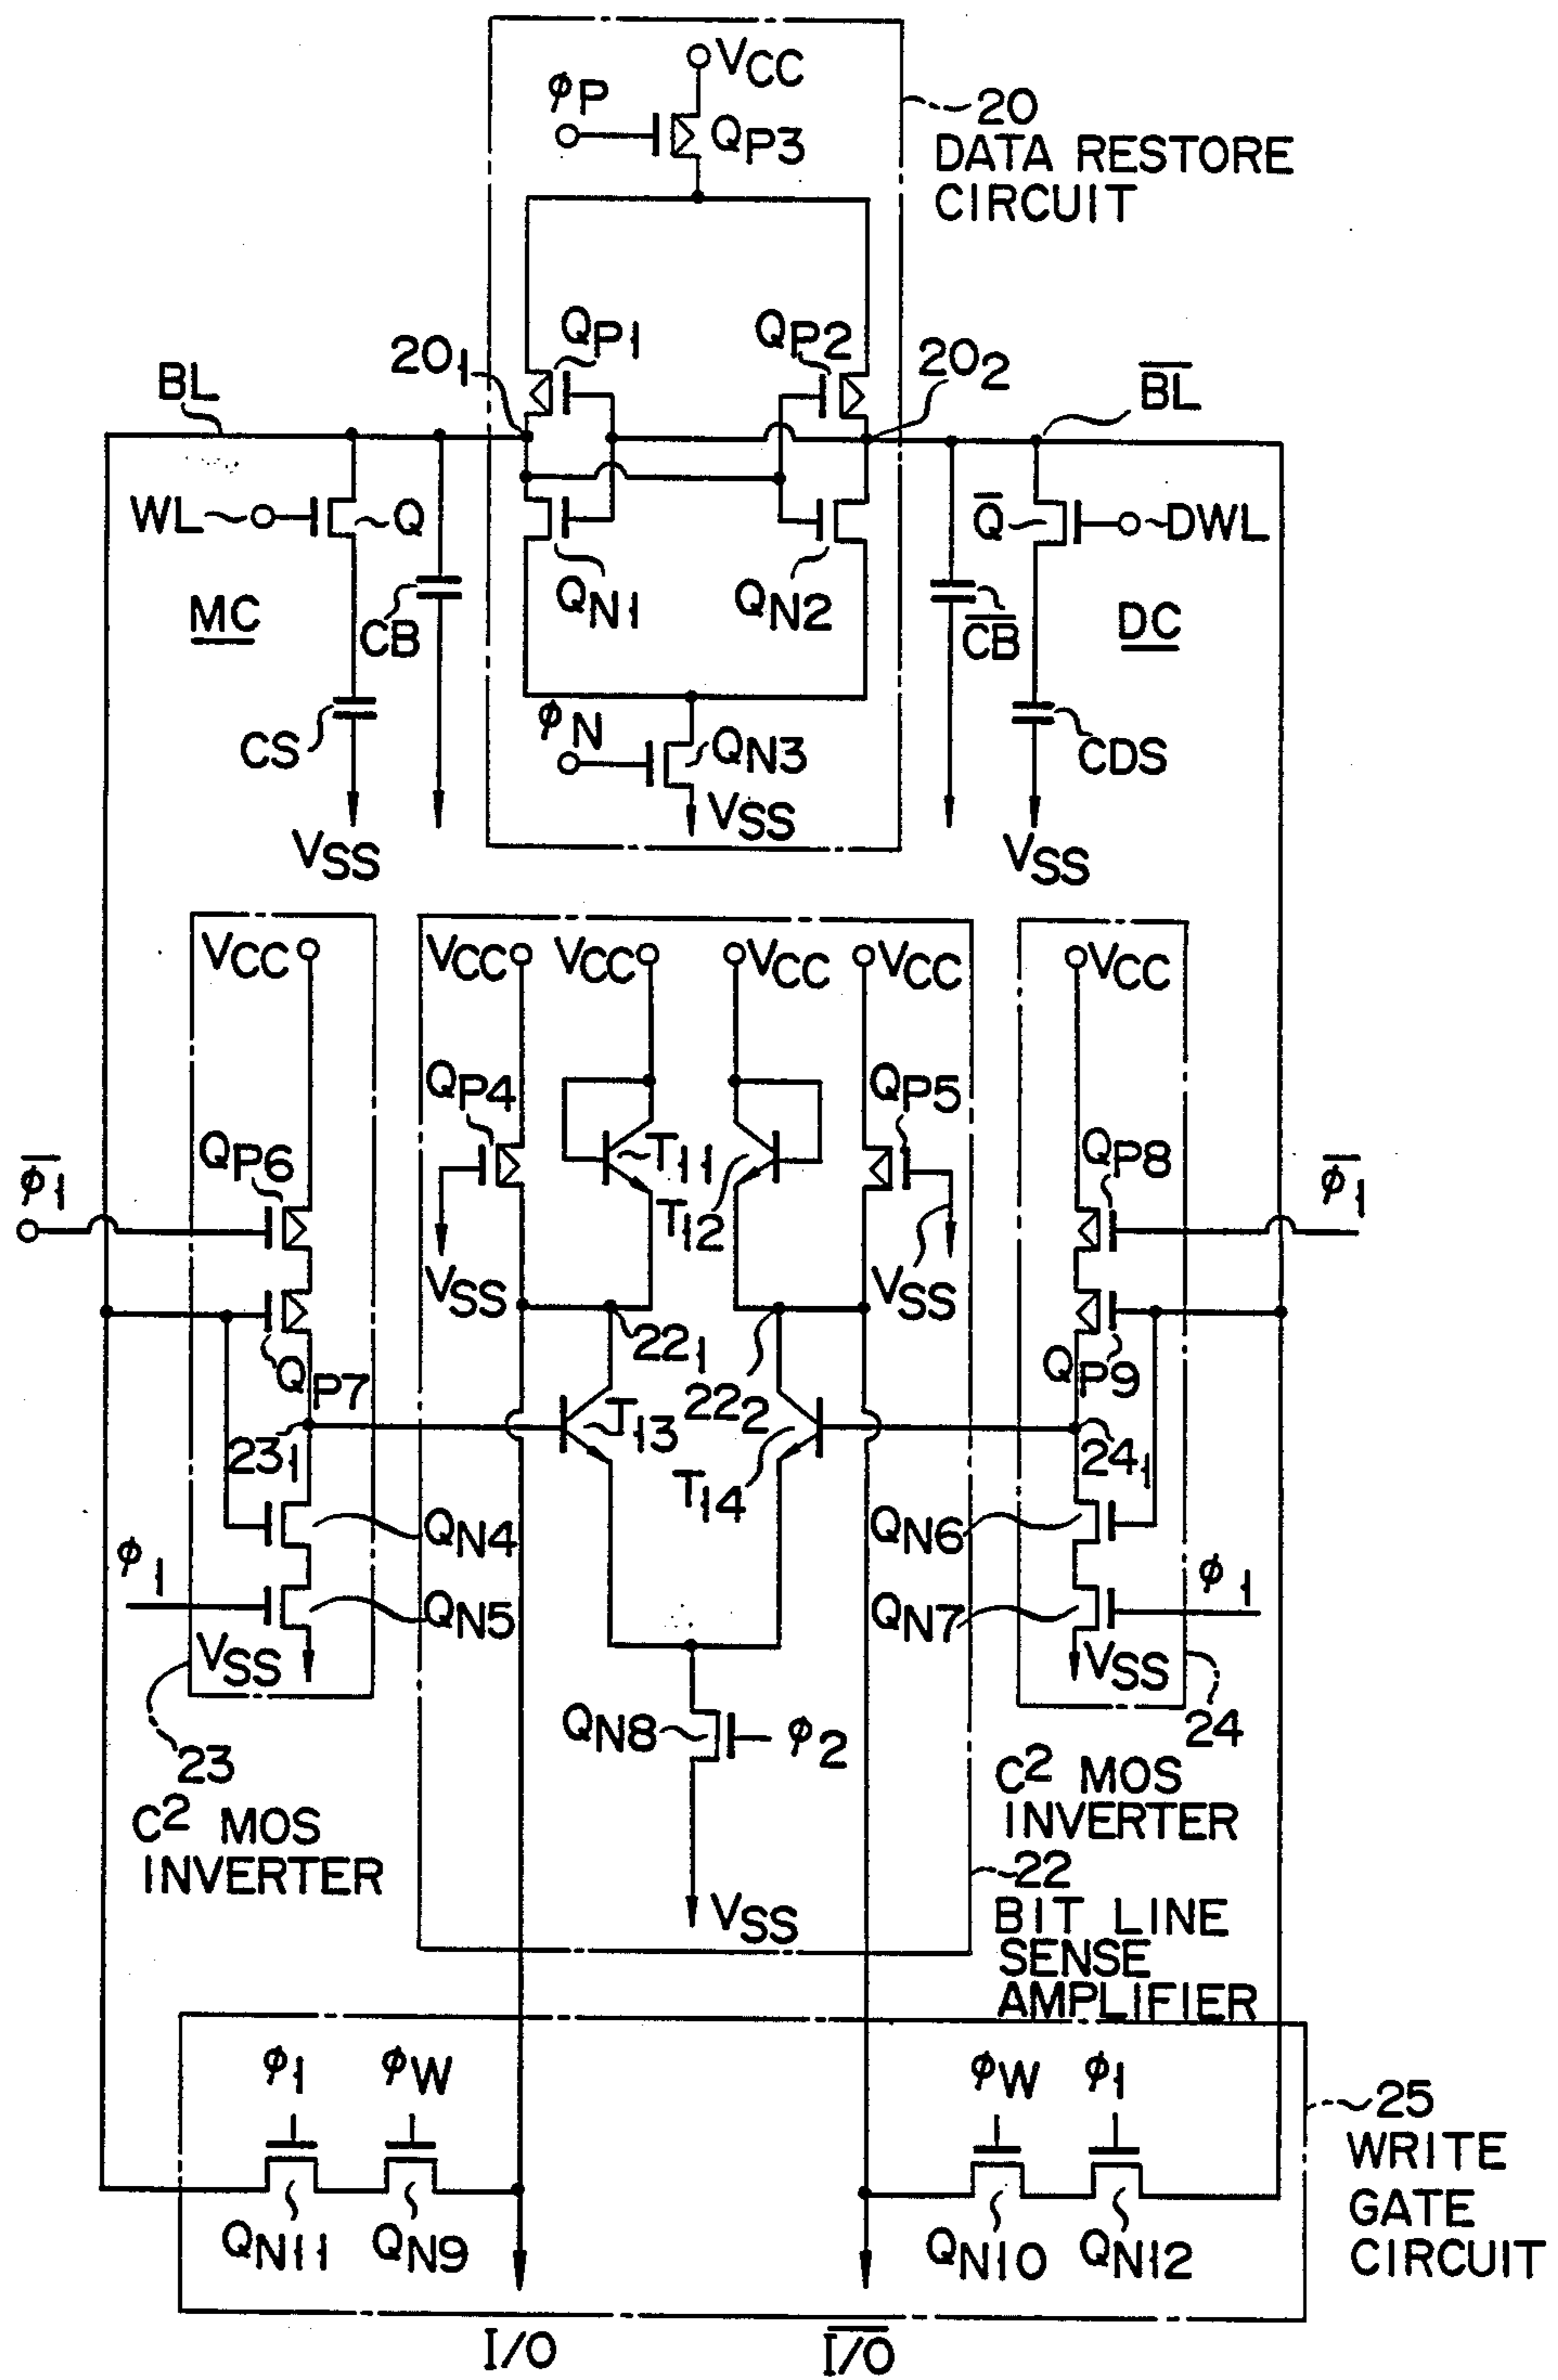 VCC
φP
QP3
20
DATA RESTORE
CIRCUIT
QP1
QP2
20₁
20₂
BL
B̅L̅
WL
Q
Q̅
DWL
MC
CB
QN1
QN2
C̅B̅
DC
CS
φN
QN3
CDS
VSS
VSS
VSS
VCC
VCC
VCC
VCC
VCC
VCC
QP4
QP5
QP6
T11
QP8
φ̅1
T12
φ̅1
VSS
VSS
QP7
22₁
22₂
QP9
23₁
T13
T14
24₁
QN4
QN6
φ1
φ1
QN5
QN7
VSS
VSS
QN8
φ2
23
24
C² MOS
INVERTER
C² MOS
INVERTER
22
VSS
BIT LINE
SENSE
AMPLIFIER
φ1
φW
φW
φ1
25
WRITE
GATE
CIRCUIT
QN11
QN9
QN10
QN12
I/O
I̅/̅O̅